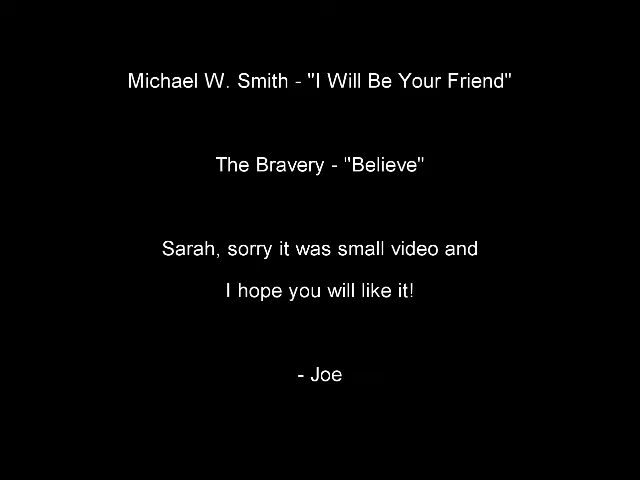 Michael W. Smith - "I Will Be Your Friend"
The Bravery - "Believe"
Sarah, sorry it was small video and
I hope you will like it!
- Joe